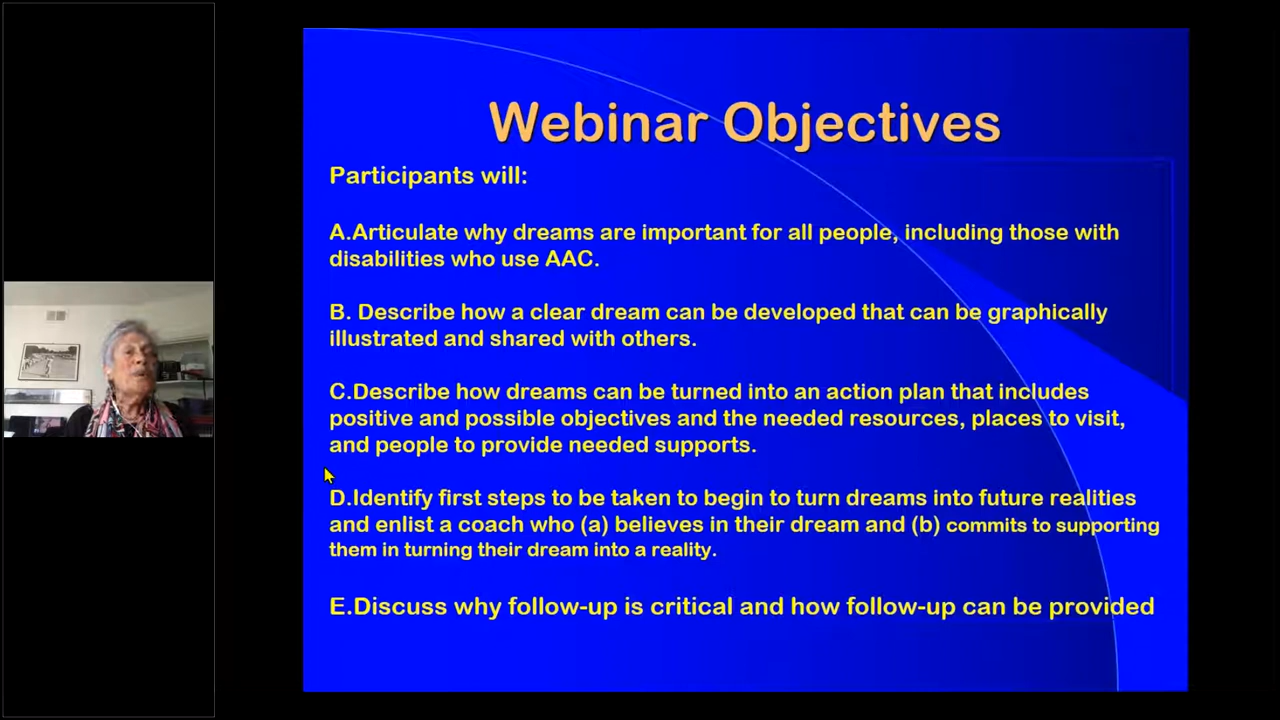 Webinar Objectives
Participants will:
A.Articulate why dreams are important for all people, including those with
disabilities who use AAC.
B. Describe how a clear dream can be developed that can be graphically
illustrated and shared with others.
C.Describe how dreams can be turned into an action plan that includes
positive and possible objectives and the needed resources, places to visit,
and people to provide needed supports.
D.Identify first steps to be taken to begin to turn dreams into future realities
and enlist a coach who (a) believes in their dream and (b) commits to supporting
them in turning their dream into a reality.
E.Discuss why follow-up is critical and how follow-up can be provided